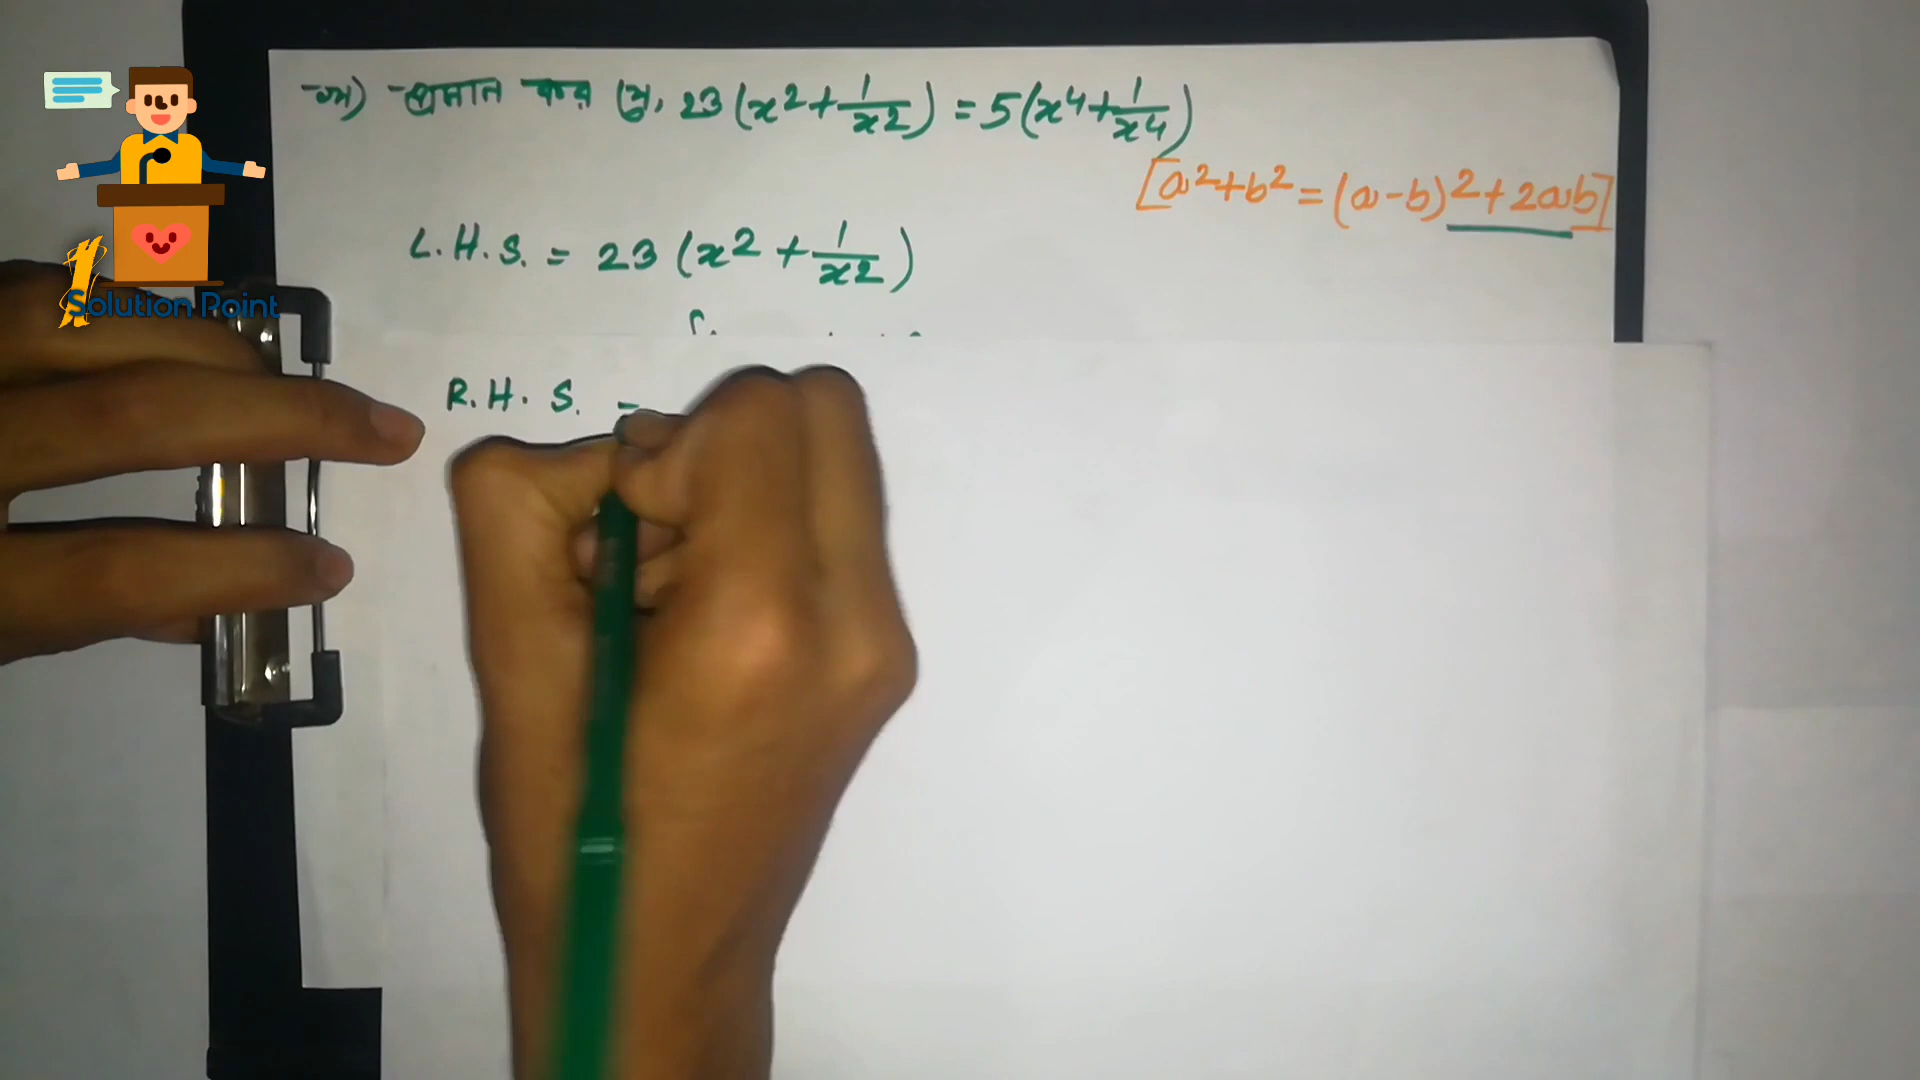 প্রমান কর যে, 23(x²+1/x²) = 5(x⁴+1/x⁴)
[a²+b² = (a-b)²+2ab]
L.H.S. = 23 (x² + 1/x²)
R.H.S. =
Solution Point